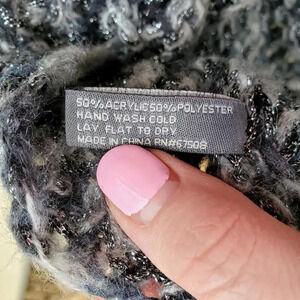 50%ACRYLIC50%POLYESTER
HAND WASH COLD
LAY FLAT TO DRY
MADE IN CHINA RN#67508